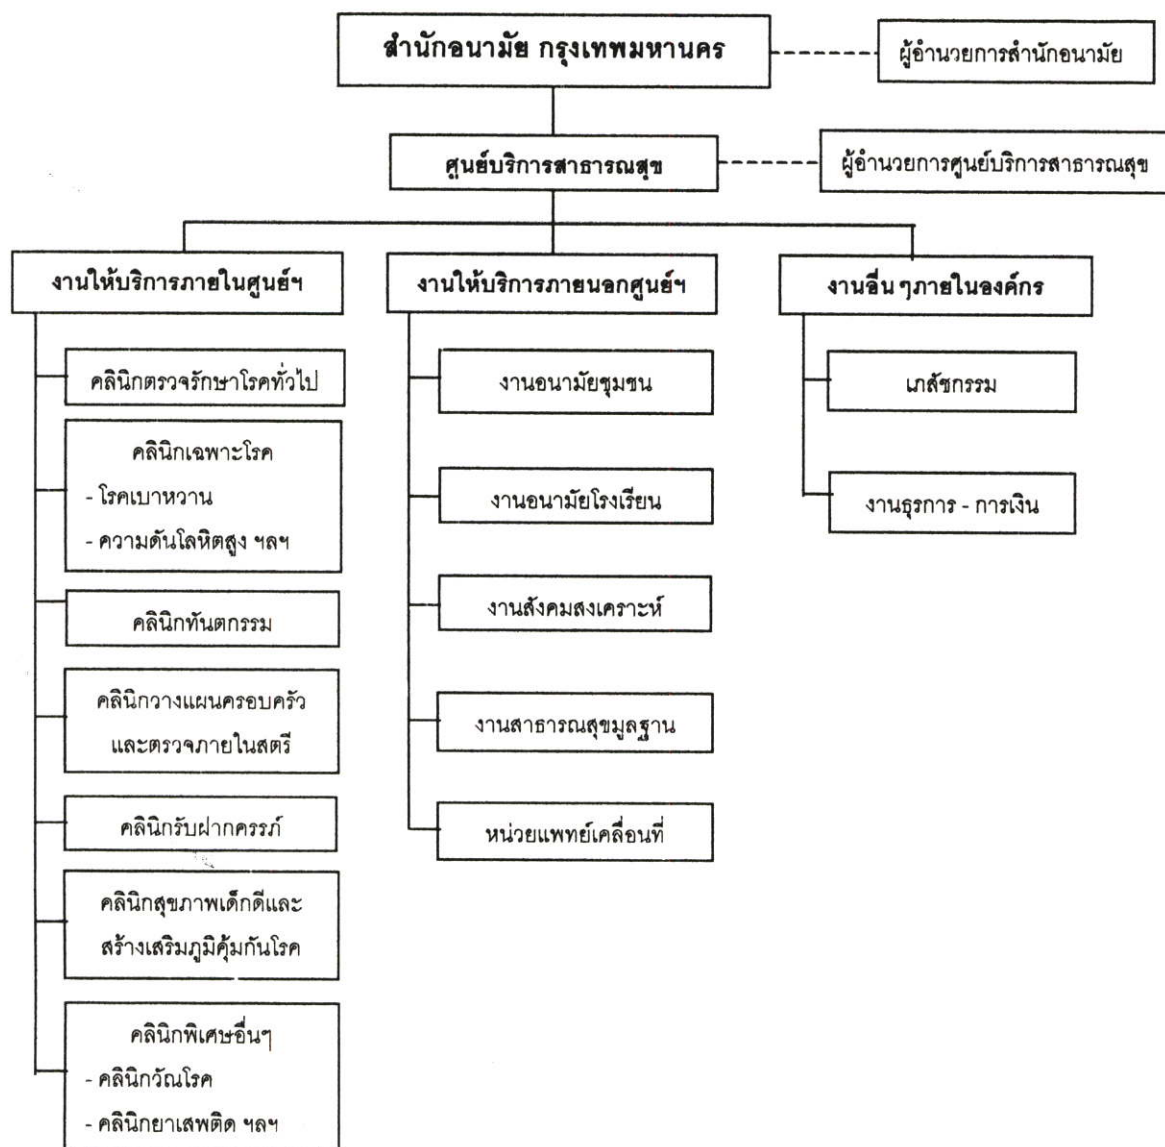 สำนักอนามัย กรุงเทพมหานคร
ผู้อำนวยการสำนักอนามัย
ศูนย์บริการสาธารณสุข
ผู้อำนวยการศูนย์บริการสาธารณสุข
งานให้บริการภายในศูนย์ฯ
คลินิกตรวจรักษาโรคทั่วไป
คลินิกเฉพาะโรค
- โรคเบาหวาน
- ความดันโลหิตสูง ฯลฯ
คลินิกทันตกรรม
คลินิกวางแผนครอบครัว
และตรวจภายในสตรี
คลินิกรับฝากครรภ์
คลินิกสุขภาพเด็กดีและ
สร้างเสริมภูมิคุ้มกันโรค
คลินิกพิเศษอื่นๆ
- คลินิกวัณโรค
- คลินิกยาเสพติด ฯลฯ
งานให้บริการภายนอกศูนย์ฯ
งานอนามัยชุมชน
งานอนามัยโรงเรียน
งานสังคมสงเคราะห์
งานสาธารณสุขมูลฐาน
หน่วยแพทย์เคลื่อนที่
งานอื่นๆภายในองค์กร
เภสัชกรรม
งานธุรการ - การเงิน